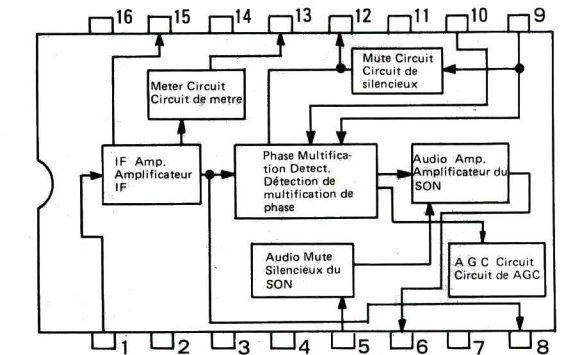 16 15 14 13 12 11 10 9
Mute Circuit
Circuit de
silencieux
Meter Circuit
Circuit de metre
IF Amp.
Amplificateur
IF
Phase Multifica-
tion Detect.
Détection de
multification de
phase
Audio Amp.
Amplificateur du
SON
Audio Mute
Silencieux du
SON
A G C Circuit
Circuit de AGC
1 2 3 4 5 6 7 8